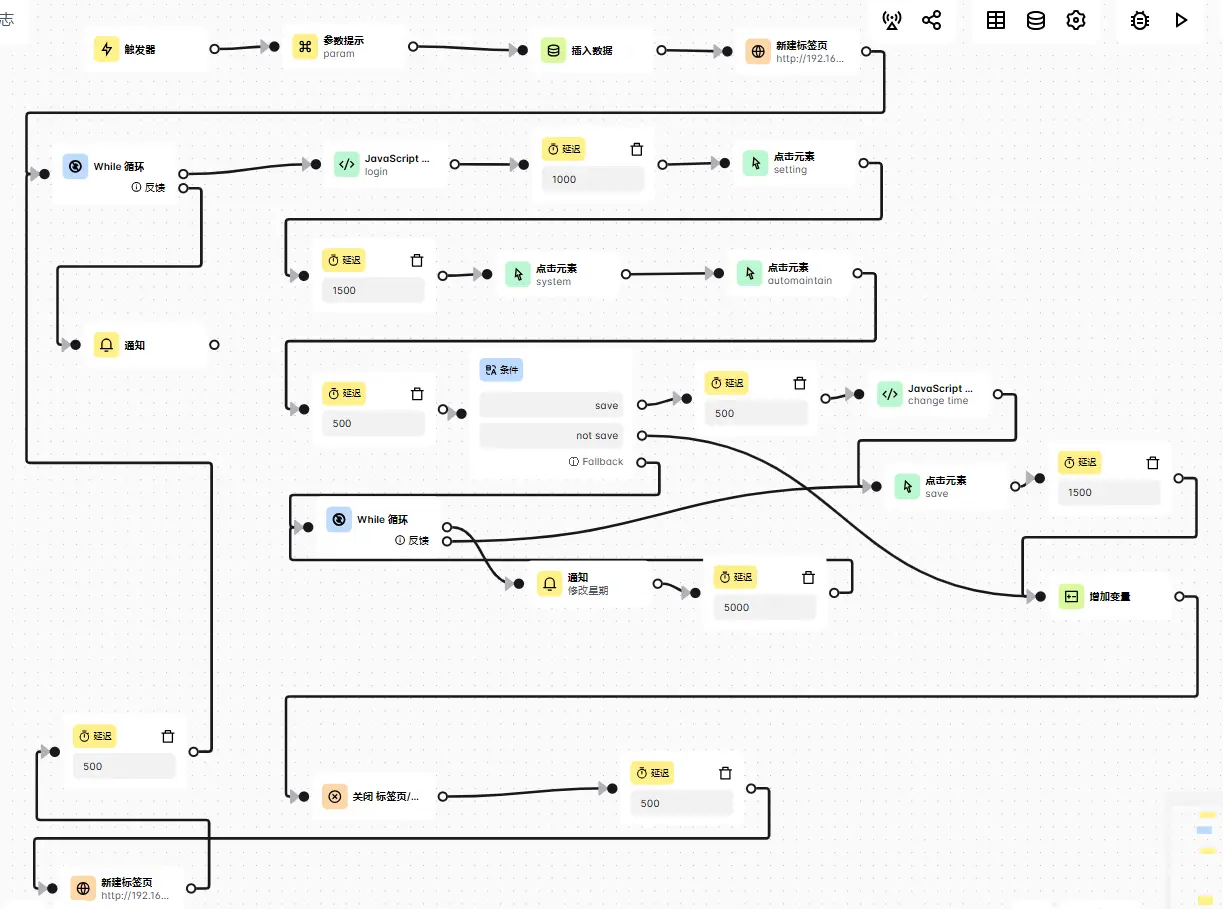 志
触发器
参数提示
param
插入数据
新建标签页
http://192.16...
While 循环
反馈
JavaScript ...
login
延迟
1000
点击元素
setting
延迟
1500
点击元素
system
点击元素
automaintain
通知
延迟
500
条件
save
not save
Fallback
延迟
500
JavaScript ...
change time
While 循环
反馈
点击元素
save
延迟
1500
通知
修改星期
延迟
5000
增加变量
延迟
500
关闭 标签页/...
延迟
500
新建标签页
http://192.16...